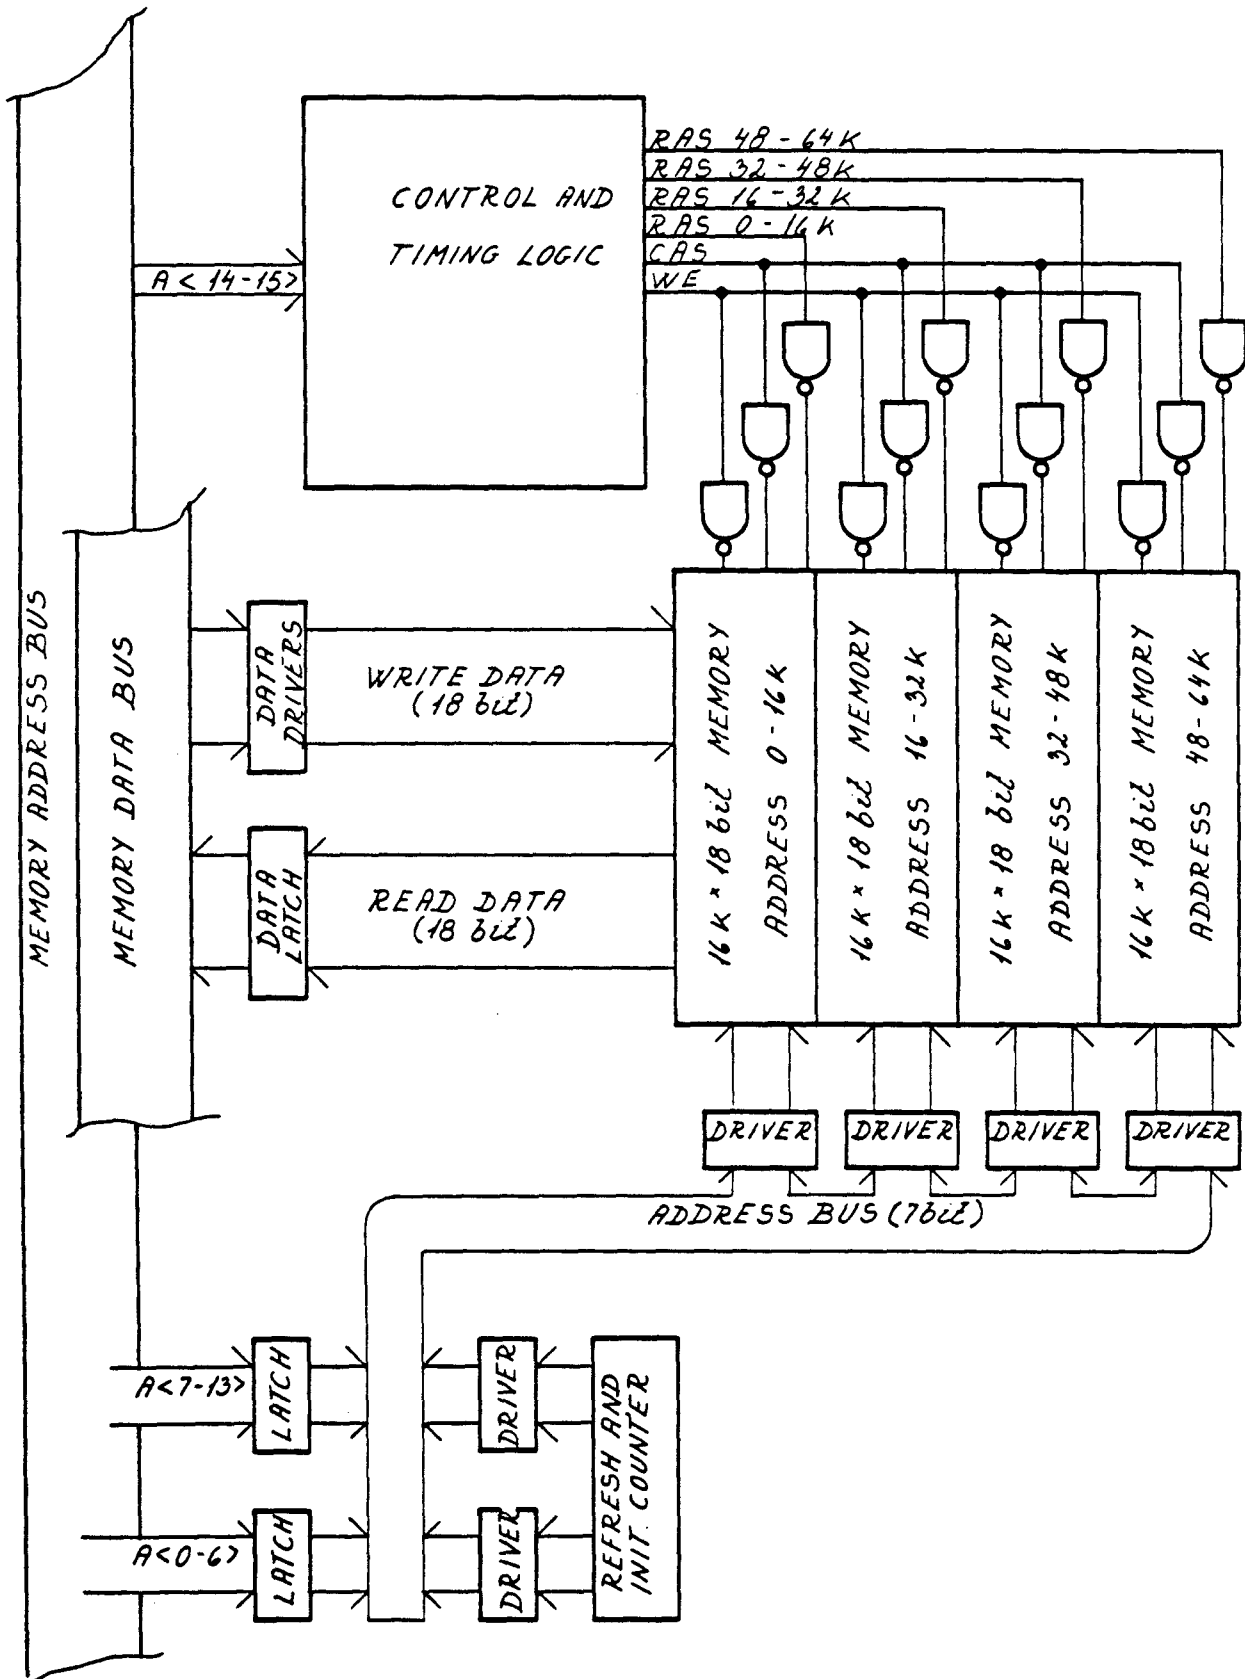 RAS 48-64K
RAS 32-48K
RAS 16-32K
RAS 0-16K
CAS
WE
CONTROL AND
TIMING LOGIC
A<14-15>
MEMORY ADDRESS BUS
MEMORY DATA BUS
DATA
DRIVERS
WRITE DATA
(18 bit)
DATA
LATCH
READ DATA
(18 bit)
16K × 18 bit MEMORY
ADDRESS 0-16K
16K × 18 bit MEMORY
ADDRESS 16-32K
16K × 18 bit MEMORY
ADDRESS 32-48K
16K × 18 bit MEMORY
ADDRESS 48-64K
DRIVER
DRIVER
DRIVER
DRIVER
ADDRESS BUS (7bit)
A<7-13>
LATCH
DRIVER
A<0-6>
LATCH
DRIVER
REFRESH AND
INIT. COUNTER